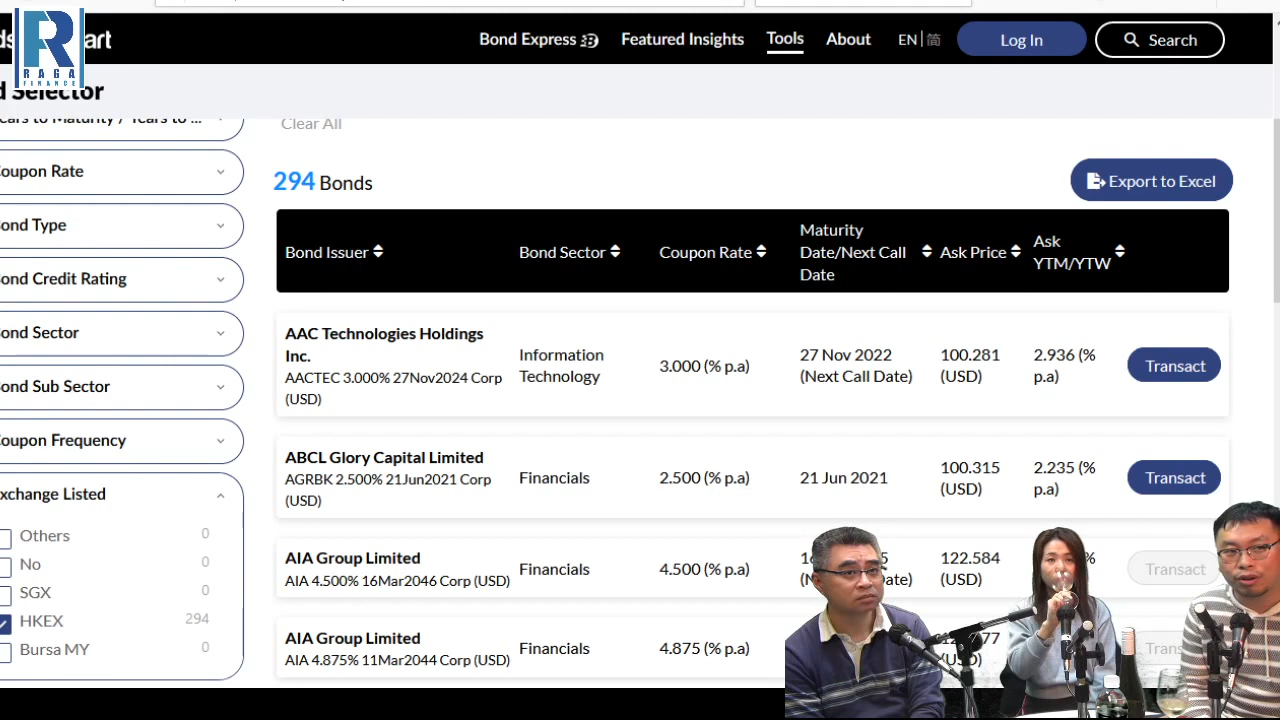 art
RAGA
FINANCE
Bond Express
Featured Insights
Tools
About
EN | 简
Log In
Search
d Selector
Years to Maturity / Years to ...
Clear All
oupon Rate
294 Bonds
Export to Excel
ond Type
Bond Issuer
Bond Sector
Coupon Rate
Maturity
Date/Next Call
Date
Ask Price
Ask
YTM/YTW
ond Credit Rating
ond Sector
ond Sub Sector
oupon Frequency
xchange Listed
Others 0
No 0
SGX 0
HKEX 294
Bursa MY 0
AAC Technologies Holdings
Inc.
AACTEC 3.000% 27Nov2024 Corp
(USD)
Information
Technology
3.000 (% p.a)
27 Nov 2022
(Next Call Date)
100.281
(USD)
2.936 (%
p.a)
Transact
ABCL Glory Capital Limited
AGRBK 2.500% 21Jun2021 Corp
(USD)
Financials
2.500 (% p.a)
21 Jun 2021
100.315
(USD)
2.235 (%
p.a)
Transact
AIA Group Limited
AIA 4.500% 16Mar2046 Corp (USD)
Financials
4.500 (% p.a)
122.584
(USD)
Transact
AIA Group Limited
AIA 4.875% 11Mar2044 Corp (USD)
Financials
4.875 (% p.a)